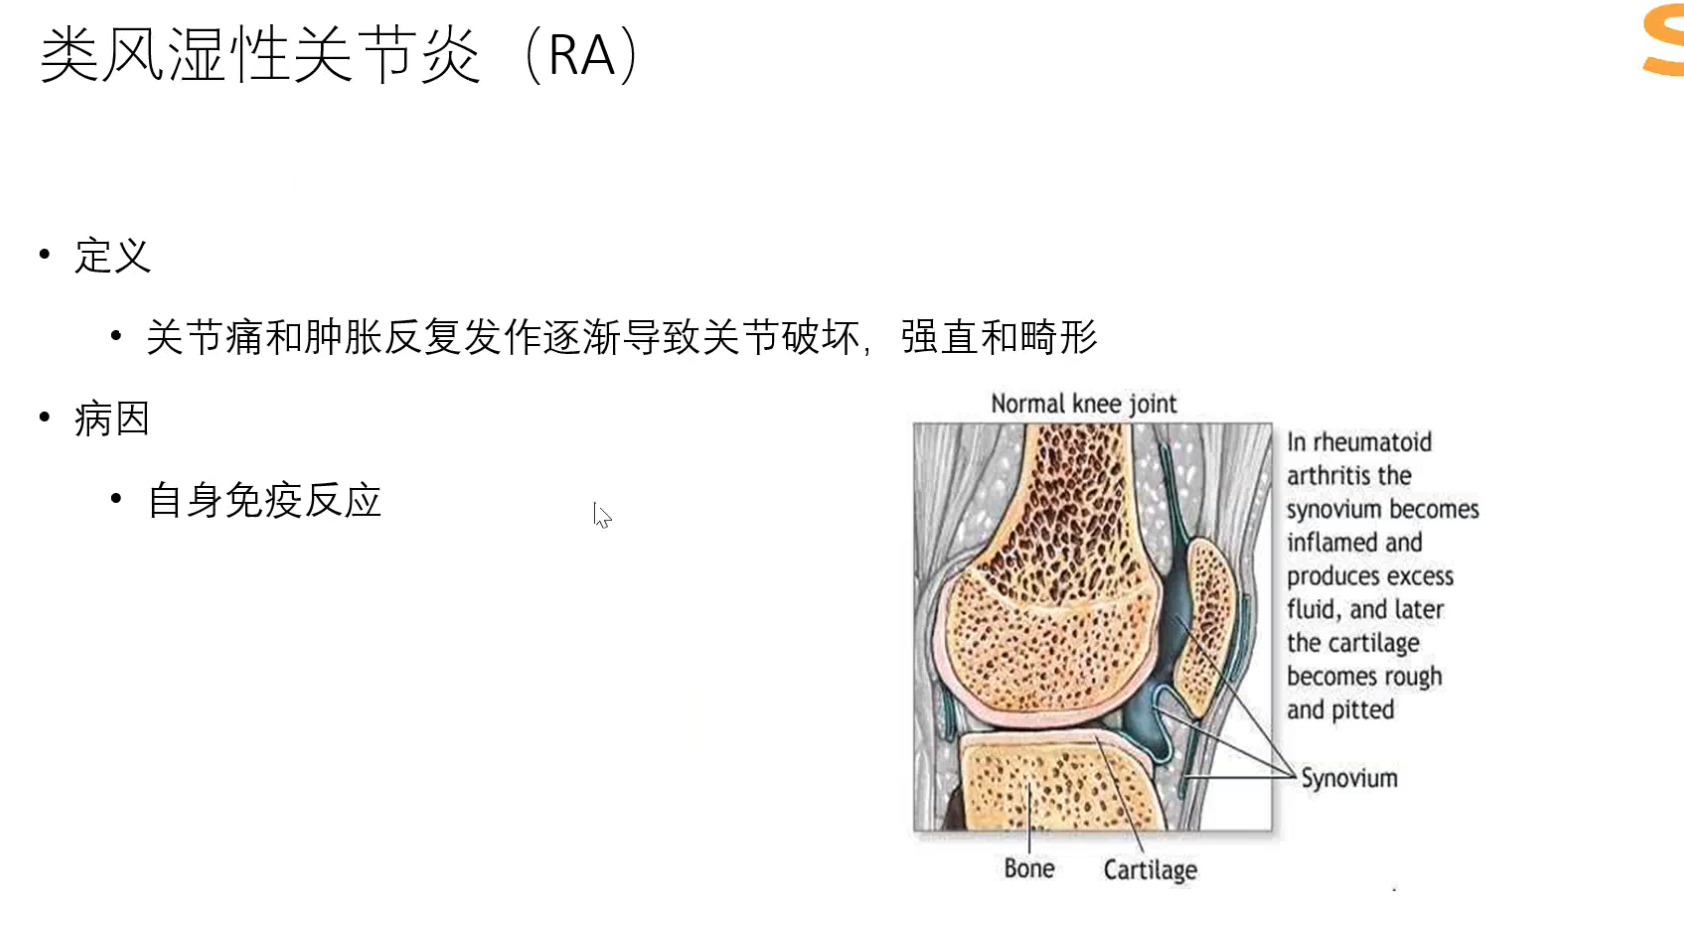 类风湿性关节炎（RA）
• 定义
• 关节痛和肿胀反复发作逐渐导致关节破坏，强直和畸形
• 病因
• 自身免疫反应
Normal knee joint
In rheumatoid
arthritis the
synovium becomes
inflamed and
produces excess
fluid, and later
the cartilage
becomes rough
and pitted
Synovium
Bone
Cartilage